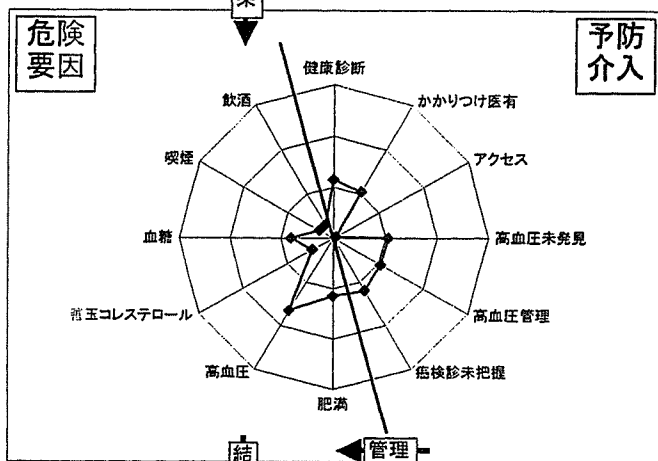 危険
要因
予防
介入
健康診断
かかりつけ医有
アクセス
高血圧未発見
高血圧管理
癌検診未把握
肥満
高血圧
コレステロール
血糖
喫煙
飲酒
結
管理